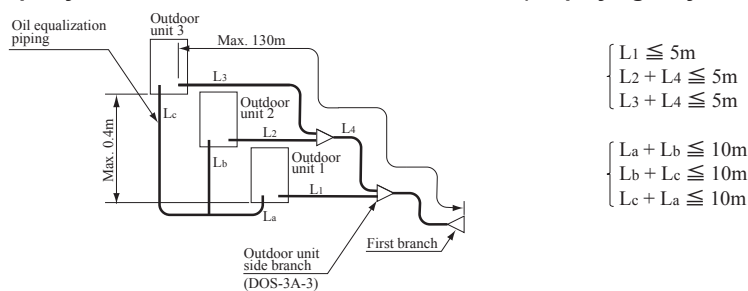 Oil equalization
piping
Outdoor
unit 3
Max. 130m
L3
Lc
Outdoor
unit 2
L2
L4
Max. 0.4m
Lb
Outdoor
unit 1
L1
La
Outdoor unit
side branch
(DOS-3A-3)
First branch
L1 ≦ 5m
L2 + L4 ≦ 5m
L3 + L4 ≦ 5m
La + Lb ≦ 10m
Lb + Lc ≦ 10m
Lc + La ≦ 10m